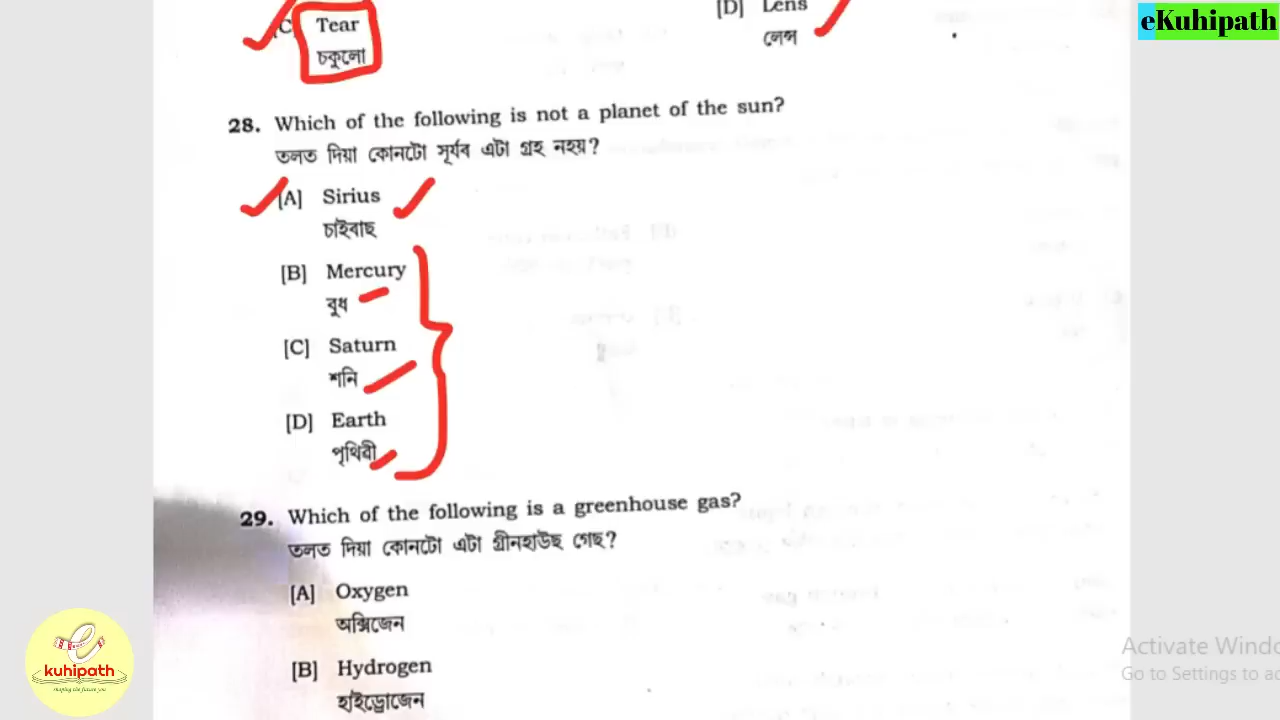 eKuhipath
[C] Tear
চকুলো
[D] Lens
লেন্স
28. Which of the following is not a planet of the sun?
তলত দিয়া কোনটো সূৰ্যৰ এটা গ্ৰহ নহয়?
[A] Sirius
চাইৰাছ
[B] Mercury
বুধ
[C] Saturn
শনি
[D] Earth
পৃথিৱী
29. Which of the following is a greenhouse gas?
তলত দিয়া কোনটো এটা গ্ৰীনহাউছ গেছ?
[A] Oxygen
অক্সিজেন
[B] Hydrogen
হাইড্ৰোজেন
kuhipath
Activate Windo
Go to Settings to ac